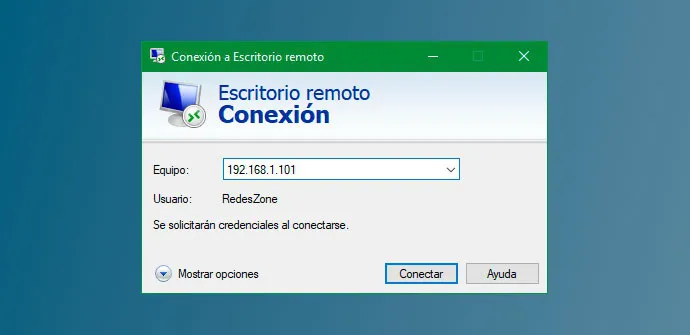 Conexión a Escritorio remoto
Escritorio remoto
Conexión
Equipo: 192.168.1.101
Usuario: RedesZone
Se solicitarán credenciales al conectarse.
Mostrar opciones Conectar Ayuda